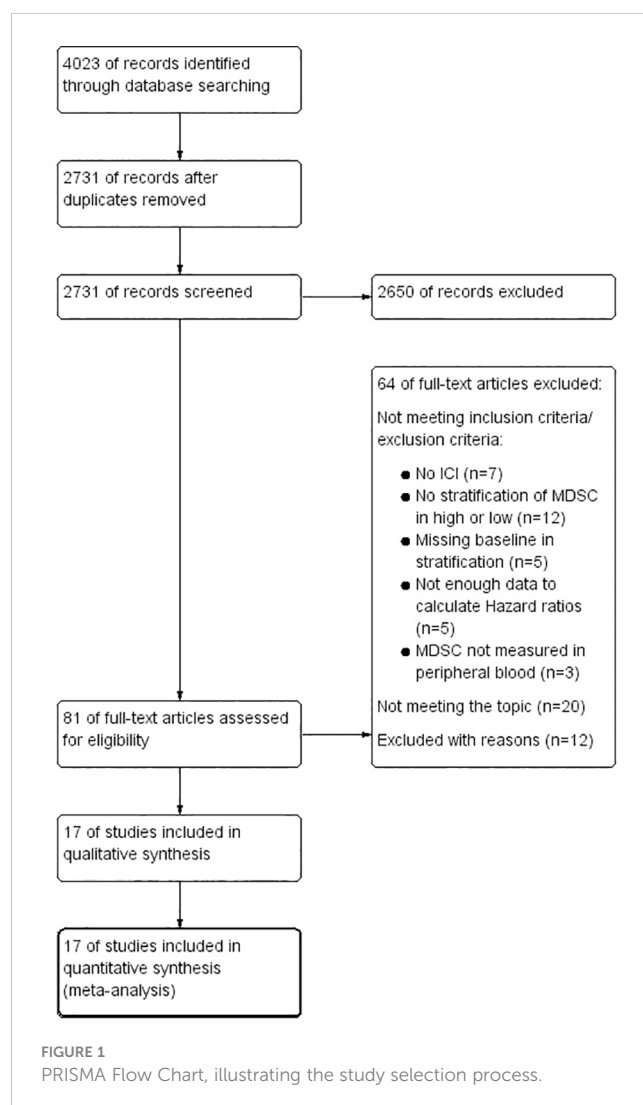 4023 of records identified
through database searching
2731 of records after
duplicates removed
2731 of records screened
2650 of records excluded
64 of full-text articles excluded:
Not meeting inclusion criteria/
exclusion criteria:
● No ICI (n=7)
● No stratification of MDSC
in high or low (n=12)
● Missing baseline in
stratification (n=5)
● Not enough data to
calculate Hazard ratios
(n=5)
● MDSC not measured in
peripheral blood (n=3)
Not meeting the topic (n=20)
Excluded with reasons (n=12)
81 of full-text articles assessed
for eligibility
17 of studies included in
qualitative synthesis
17 of studies included in
quantitative synthesis
(meta-analysis)
FIGURE 1
PRISMA Flow Chart, illustrating the study selection process.